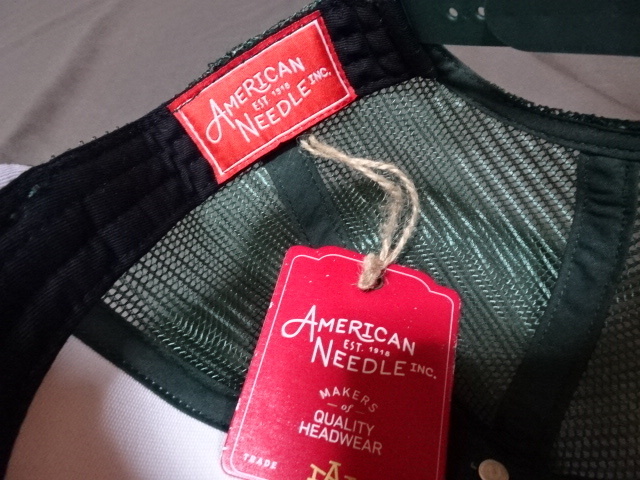 AMERICAN
EST. 1918
NEEDLE INC.
AMERICAN
EST. 1918
NEEDLE INC.
MAKERS
of
QUALITY
HEADWEAR
TRADE